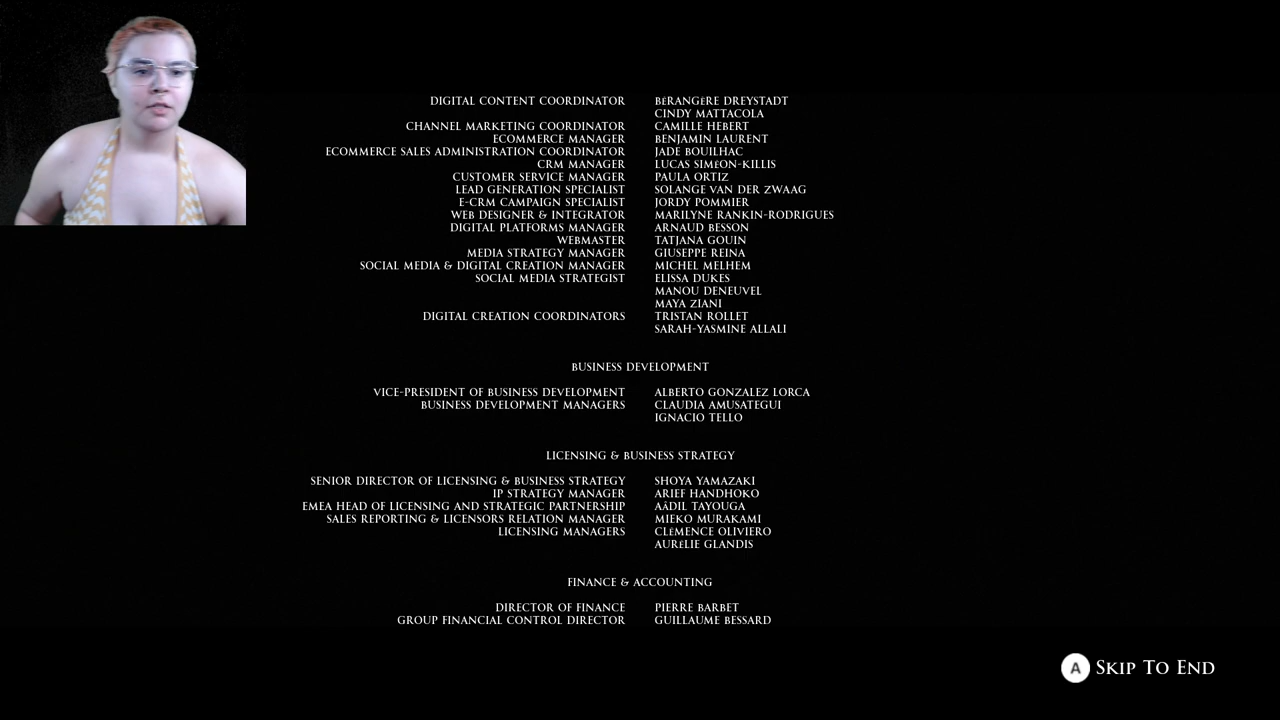 DIGITAL CONTENT COORDINATOR BÉRANGÈRE DREYSTADT
CINDY MATTACOLA
CHANNEL MARKETING COORDINATOR CAMILLE HEBERT
ECOMMERCE MANAGER BENJAMIN LAURENT
ECOMMERCE SALES ADMINISTRATION COORDINATOR JADE BOUILHAC
CRM MANAGER LUCAS SIMÉON-KILLIS
CUSTOMER SERVICE MANAGER PAULA ORTIZ
LEAD GENERATION SPECIALIST SOLANGE VAN DER ZWAAG
E-CRM CAMPAIGN SPECIALIST JORDY POMMIER
WEB DESIGNER & INTEGRATOR MARILYNE RANKIN-RODRIGUES
DIGITAL PLATFORMS MANAGER ARNAUD BESSON
WEBMASTER TATJANA GOUIN
MEDIA STRATEGY MANAGER GIUSEPPE REINA
SOCIAL MEDIA & DIGITAL CREATION MANAGER MICHEL MELHEM
SOCIAL MEDIA STRATEGIST ELISSA DUKES
MANOU DENEUVEL
MAYA ZIANI
DIGITAL CREATION COORDINATORS TRISTAN ROLLET
SARAH-YASMINE ALLALI
BUSINESS DEVELOPMENT
VICE-PRESIDENT OF BUSINESS DEVELOPMENT ALBERTO GONZALEZ LORCA
BUSINESS DEVELOPMENT MANAGERS CLAUDIA AMUSATEGUI
IGNACIO TELLO
LICENSING & BUSINESS STRATEGY
SENIOR DIRECTOR OF LICENSING & BUSINESS STRATEGY SHOYA YAMAZAKI
IP STRATEGY MANAGER ARIEF HANDHOKO
EMEA HEAD OF LICENSING AND STRATEGIC PARTNERSHIP AÂDIL TAYOUGA
SALES REPORTING & LICENSORS RELATION MANAGER MIEKO MURAKAMI
LICENSING MANAGERS CLÉMENCE OLIVIERO
AURÉLIE GLANDIS
FINANCE & ACCOUNTING
DIRECTOR OF FINANCE PIERRE BARBET
GROUP FINANCIAL CONTROL DIRECTOR GUILLAUME BESSARD
A SKIP TO END